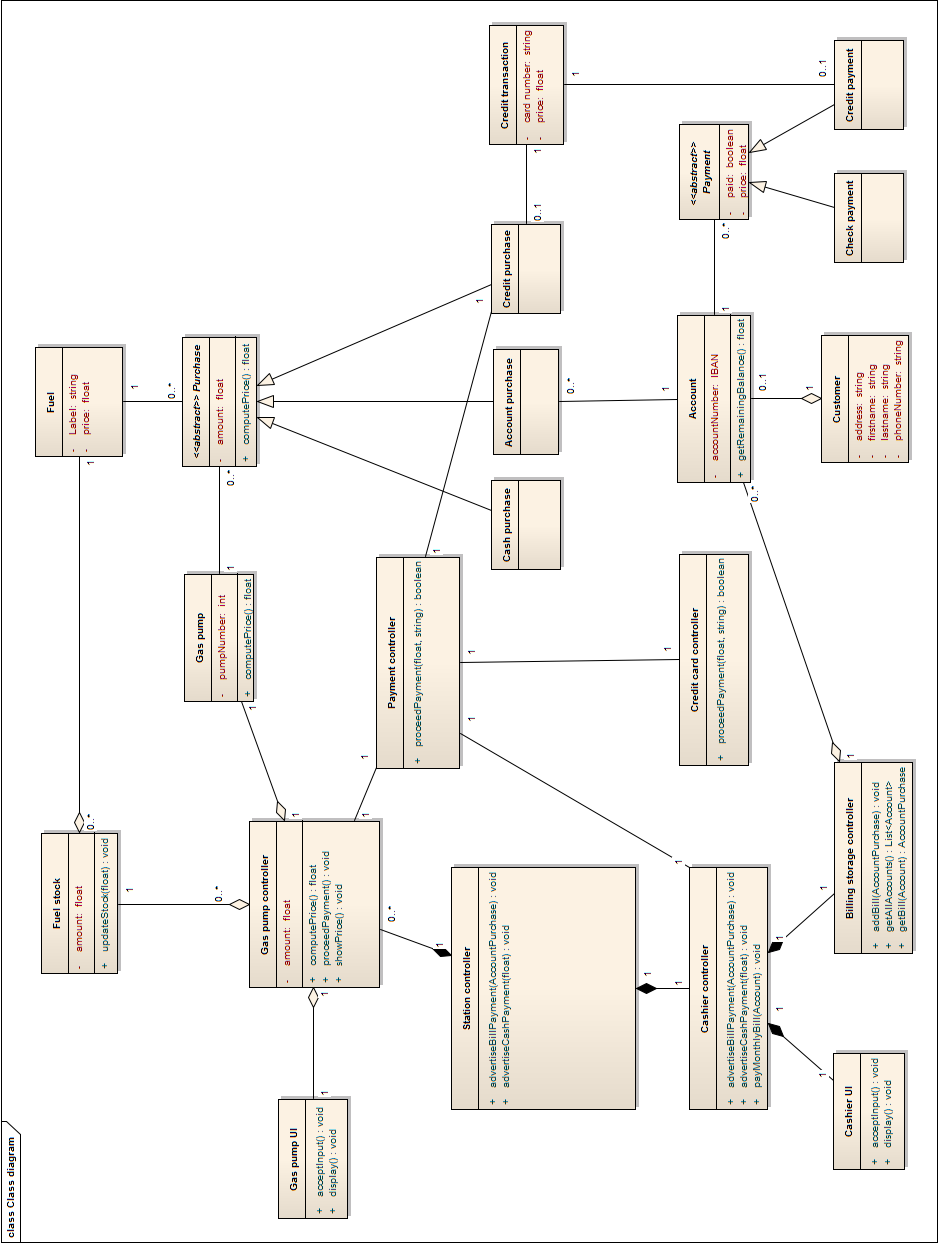 class Class diagram
Fuel stock
- amount: float
+ updateStock(float) : void
1
0..*
Fuel
- Label: string
- price: float
1
1
Gas pump
- pumpNumber: int
+ computePrice() : float
1
1
0..*
0..*
<<abstract>> Purchase
- amount: float
+ computePrice() : float
Gas pump UI
+ acceptInput() : void
+ display() : void
1
1
0..*
Gas pump controller
- amount: float
+ computePrice() : float
+ proceedPayment() : void
+ showPrice() : void
1
1
0..*
1
Payment controller
+ proceedPayment(float, string) : boolean
1
1
1
Station controller
+ advertiseBillPayment(AccountPurchase) : void
+ advertiseCashPayment(float) : void
1
1
Cash purchase
Account purchase
0..*
Credit purchase
1
0..1
Credit transaction
- card number: string
- price: float
1
1
Cashier controller
+ advertiseBillPayment(AccountPurchase) : void
+ advertiseCashPayment(float) : void
+ payMonthlyBill(Account) : void
1
1
1
1
Credit card controller
+ proceedPayment(float, string) : boolean
1
Account
- accountNumber: IBAN
+ getRemainingBalance() : float
1
1
0..*
0..1
<<abstract>>
Payment
- paid: boolean
- price: float
0..*
Cashier UI
+ acceptInput() : void
+ display() : void
1
Billing storage controller
+ addBill(AccountPurchase) : void
+ getAllAccounts() : List<Account>
+ getBill(Account) : AccountPurchase
1
1
Customer
- address: string
- firstname: string
- lastname: string
- phoneNumber: string
1
Check payment
Credit payment
0..1